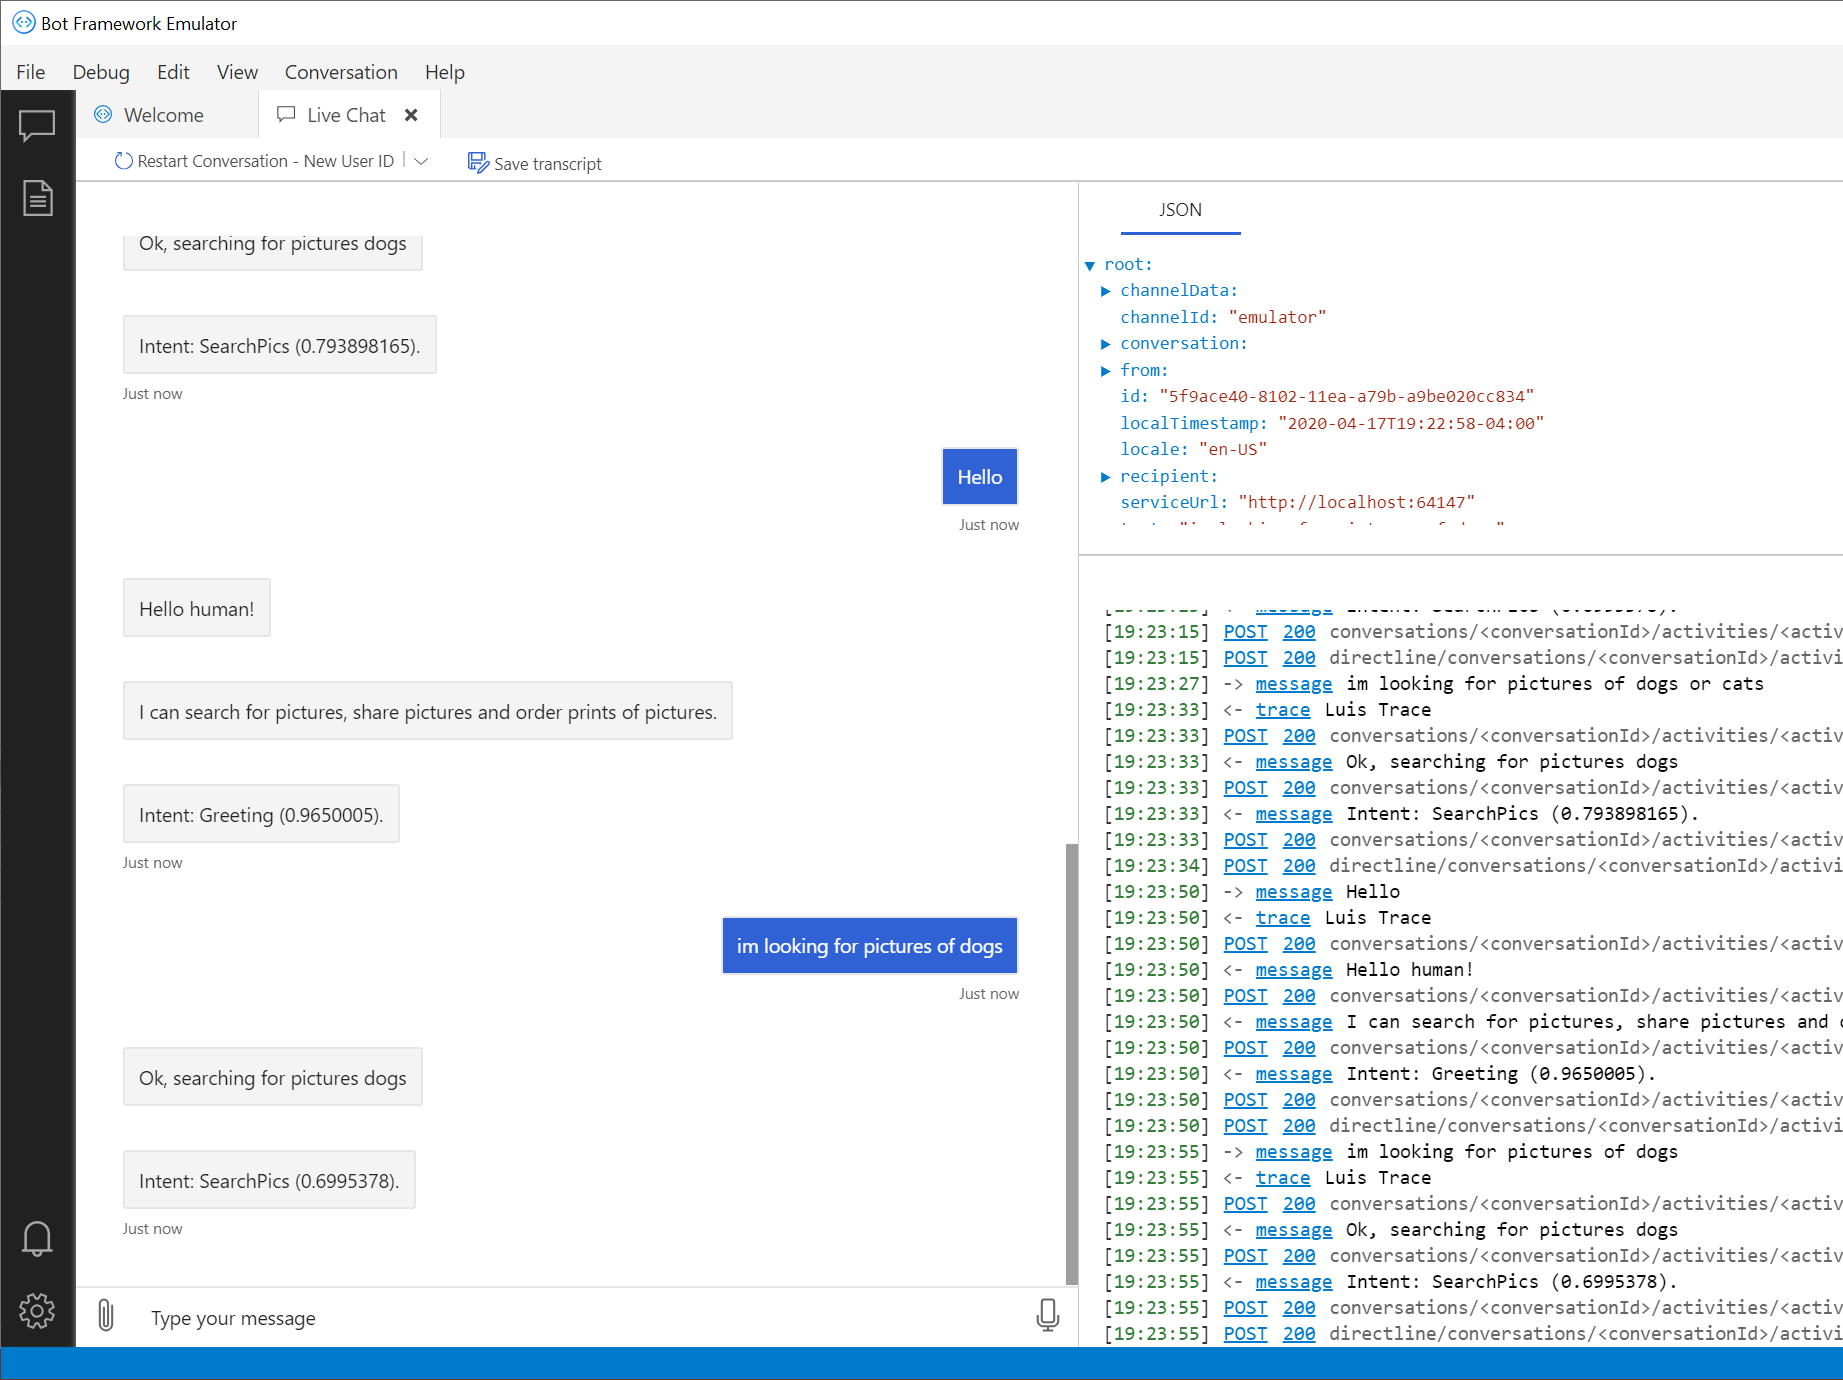 Bot Framework Emulator
File Debug Edit View Conversation Help
Welcome
Live Chat
Restart Conversation - New User ID
Save transcript
Ok, searching for pictures dogs
Intent: SearchPics (0.793898165).
Just now
Hello
Just now
Hello human!
I can search for pictures, share pictures and order prints of pictures.
Intent: Greeting (0.9650005).
Just now
im looking for pictures of dogs
Just now
Ok, searching for pictures dogs
Intent: SearchPics (0.6995378).
Just now
Type your message
JSON
root:
channelData:
channelId: "emulator"
conversation:
from:
id: "5f9ace40-8102-11ea-a79b-a9be020cc834"
localTimestamp: "2020-04-17T19:22:58-04:00"
locale: "en-US"
recipient:
serviceUrl: "http://localhost:64147"
<- message Intent: SearchPics
[19:23:15] POST 200 conversations/<conversationId>/activities/<activ
[19:23:15] POST 200 directline/conversations/<conversationId>/activi
[19:23:27] -> message im looking for pictures of dogs or cats
[19:23:33] <- trace Luis Trace
[19:23:33] POST 200 conversations/<conversationId>/activities/<activ
[19:23:33] <- message Ok, searching for pictures dogs
[19:23:33] POST 200 conversations/<conversationId>/activities/<activ
[19:23:33] <- message Intent: SearchPics (0.793898165).
[19:23:33] POST 200 conversations/<conversationId>/activities/<activ
[19:23:34] POST 200 directline/conversations/<conversationId>/activi
[19:23:50] -> message Hello
[19:23:50] <- trace Luis Trace
[19:23:50] POST 200 conversations/<conversationId>/activities/<activ
[19:23:50] <- message Hello human!
[19:23:50] POST 200 conversations/<conversationId>/activities/<activ
[19:23:50] <- message I can search for pictures, share pictures and
[19:23:50] POST 200 conversations/<conversationId>/activities/<activ
[19:23:50] <- message Intent: Greeting (0.9650005).
[19:23:50] POST 200 conversations/<conversationId>/activities/<activ
[19:23:50] POST 200 directline/conversations/<conversationId>/activi
[19:23:55] -> message im looking for pictures of dogs
[19:23:55] <- trace Luis Trace
[19:23:55] POST 200 conversations/<conversationId>/activities/<activ
[19:23:55] <- message Ok, searching for pictures dogs
[19:23:55] POST 200 conversations/<conversationId>/activities/<activ
[19:23:55] <- message Intent: SearchPics (0.6995378).
[19:23:55] POST 200 conversations/<conversationId>/activities/<activ
[19:23:55] POST 200 directline/conversations/<conversationId>/activi